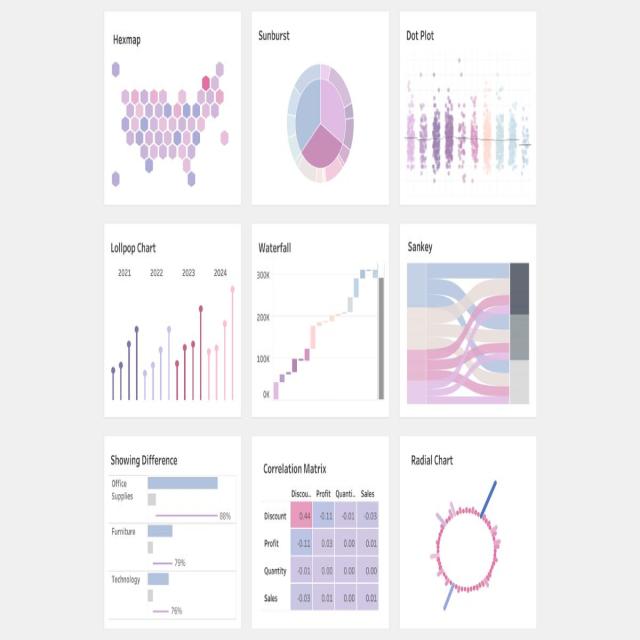 Hexmap
Sunburst
Dot Plot
Lollpop Chart
2021 2022 2023 2024
Waterfall
300K
200K
100K
0K
Sankey
Showing Difference
Office
Supplies
88%
Furniture
79%
Technology
76%
Correlation Matrix
Discou.. Profit Quanti.. Sales
Discount 0.44 -0.11 -0.01 -0.03
Profit -0.11 0.03 0.00 0.01
Quantity -0.01 0.00 0.00 0.00
Sales -0.03 0.01 0.00 0.01
Radial Chart